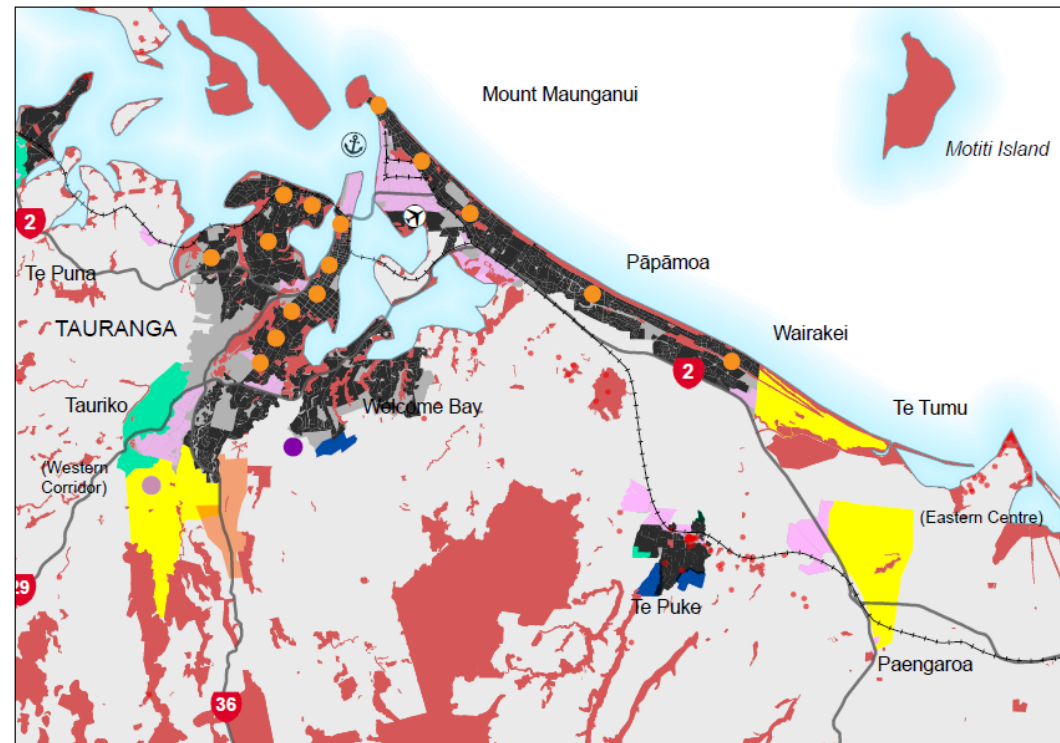 Mount Maunganui
Motiti Island
2
Te Puna
Pāpāmoa
TAURANGA
Wairakei
2
Tauriko
Welcome Bay
Te Tumu
(Western
Corridor)
(Eastern Centre)
29
Te Puke
Paengaroa
36